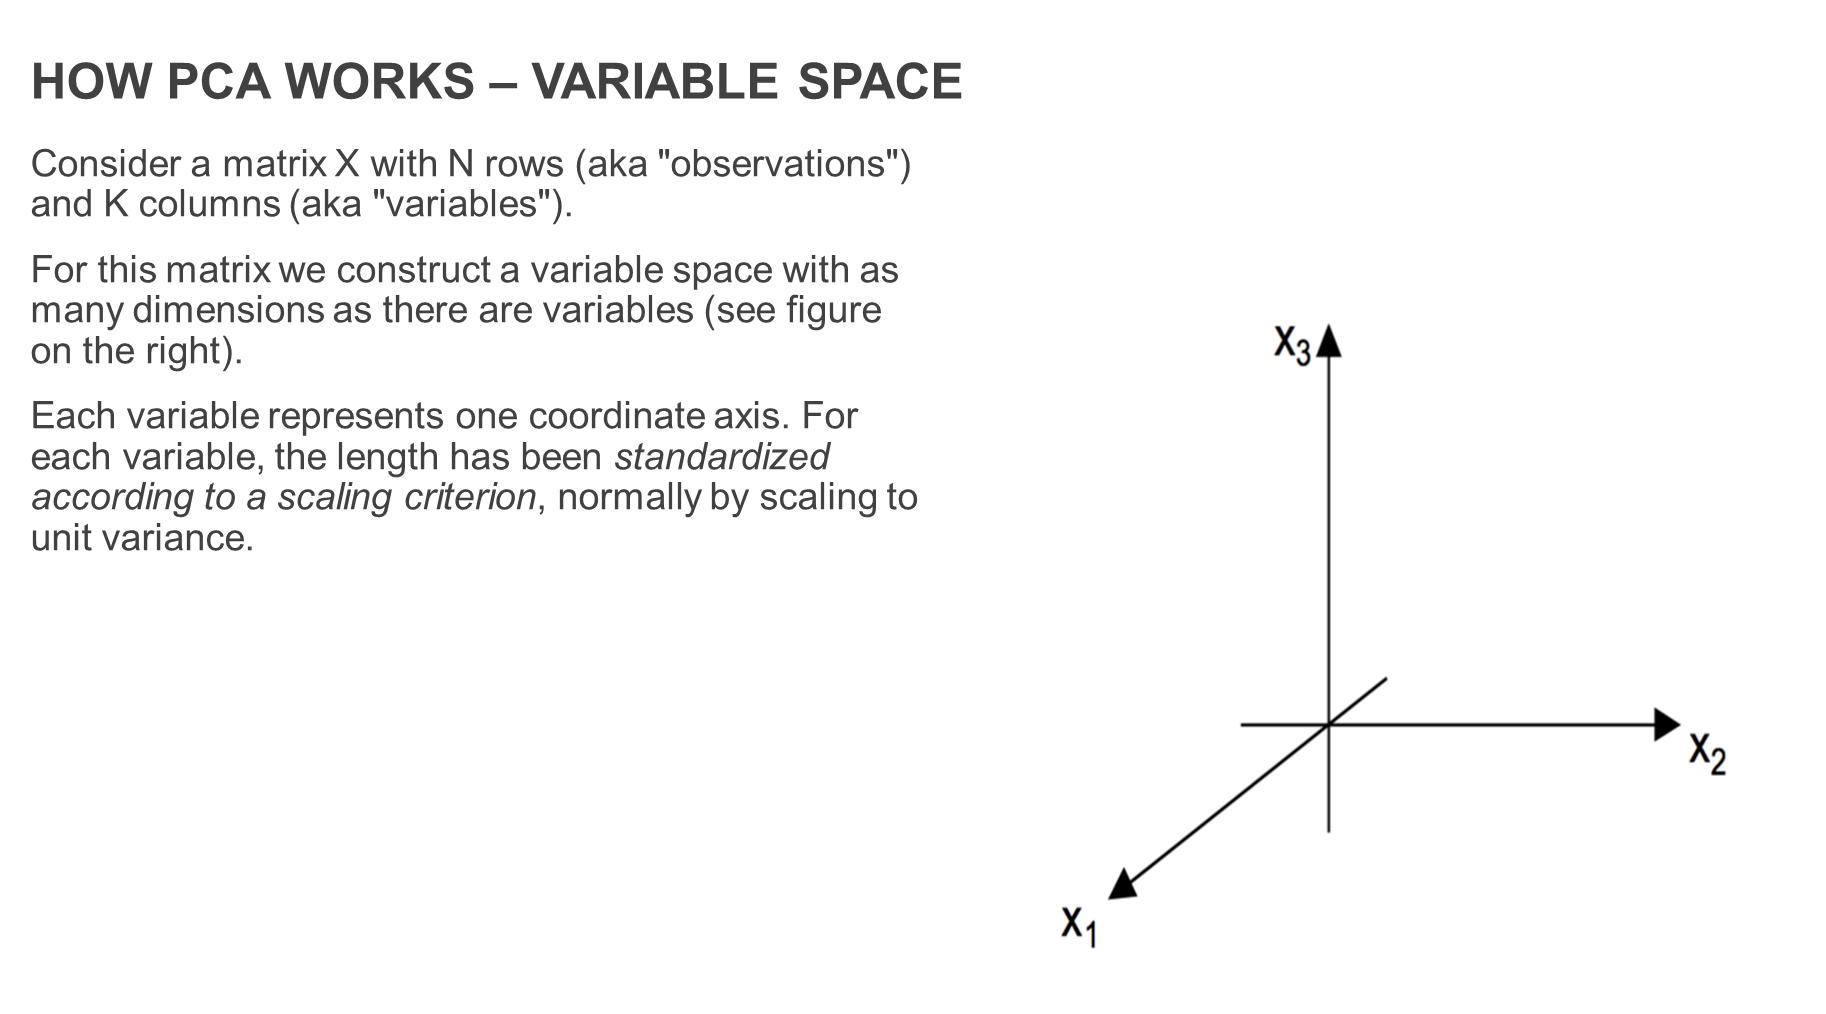 HOW PCA WORKS – VARIABLE SPACE
Consider a matrix X with N rows (aka "observations")
and K columns (aka "variables").
For this matrix we construct a variable space with as
many dimensions as there are variables (see figure
on the right).
Each variable represents one coordinate axis. For
each variable, the length has been standardized
according to a scaling criterion, normally by scaling to
unit variance.
X3
X2
X1